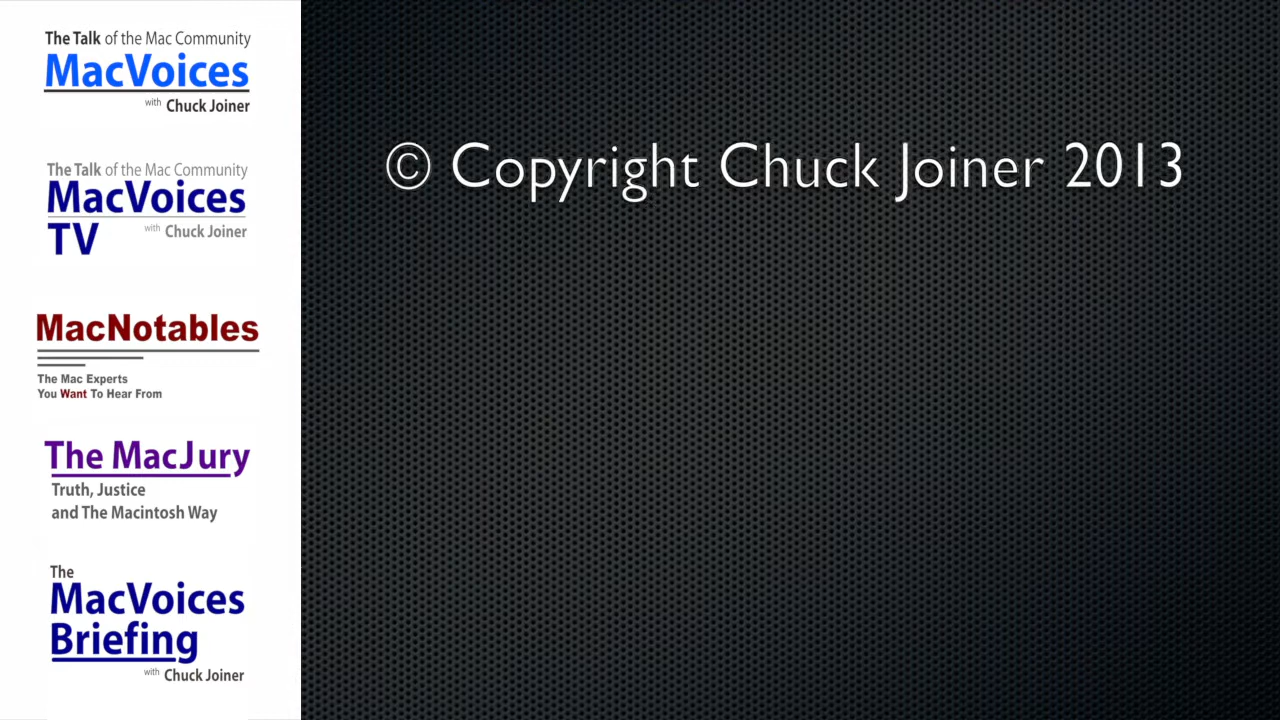 The Talk of the Mac Community
MacVoices
with Chuck Joiner
The Talk of the Mac Community
MacVoices
TV with Chuck Joiner
MacNotables
The Mac Experts
You Want To Hear From
The MacJury
Truth, Justice
and The Macintosh Way
The
MacVoices
Briefing
with Chuck Joiner
© Copyright Chuck Joiner 2013